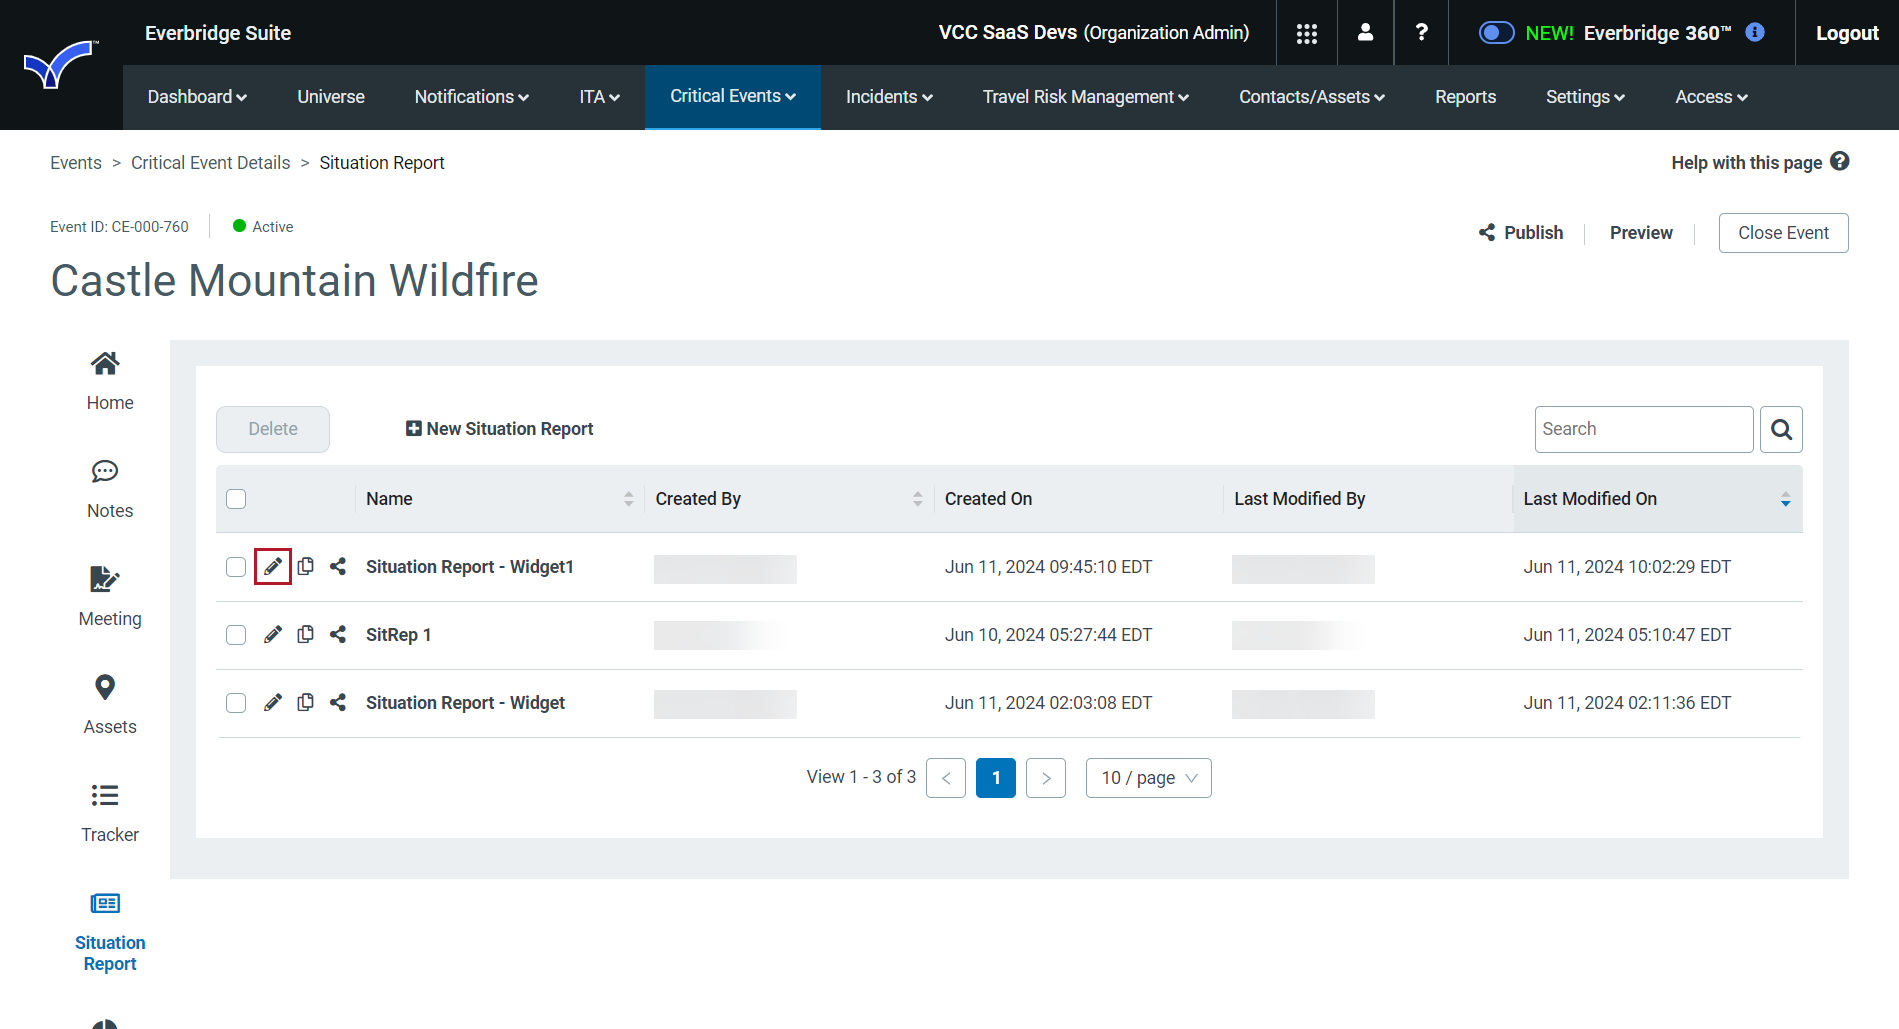 Everbridge Suite
VCC SaaS Devs (Organization Admin)
?
NEW! Everbridge 360™
Logout
TM
Dashboard
Universe
Notifications
ITA
Critical Events
Incidents
Travel Risk Management
Contacts/Assets
Reports
Settings
Access
Events > Critical Event Details > Situation Report
Help with this page ?
Event ID: CE-000-760
Active
Publish
Preview
Close Event
Castle Mountain Wildfire
Home
Notes
Meeting
Assets
Tracker
Situation
Report
Delete
New Situation Report
Search
Name
Created By
Created On
Last Modified By
Last Modified On
Situation Report - Widget1
Jun 11, 2024 09:45:10 EDT
Jun 11, 2024 10:02:29 EDT
SitRep 1
Jun 10, 2024 05:27:44 EDT
Jun 11, 2024 05:10:47 EDT
Situation Report - Widget
Jun 11, 2024 02:03:08 EDT
Jun 11, 2024 02:11:36 EDT
View 1 - 3 of 3
<
1
>
10 / page